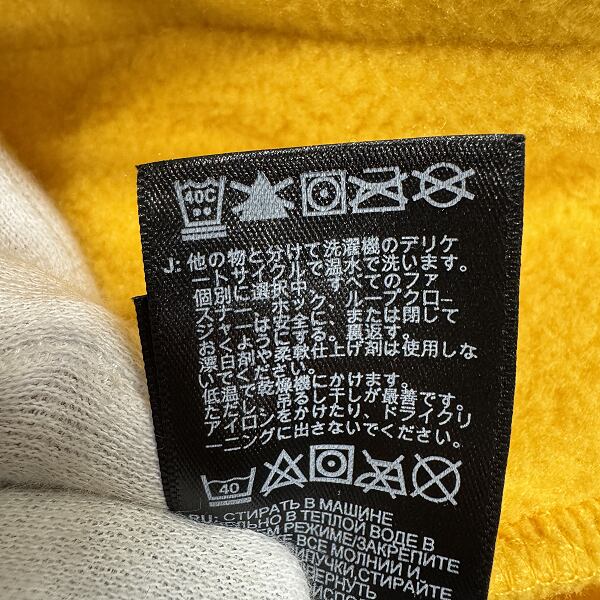 40C
J: 他の物と分けて洗濯機のデリケ
ートサイクルで温水で洗います。
個別に選択中、すべてのファ
スナー、ホック、ループクロー
ジャーは安全に、または閉じて
おくようにする。裏返す。
漂白剤や柔軟仕上げ剤は使用しな
いでください。
低温で乾燥機にかけます。
ただし、吊るし干しが最善です。
アイロンをかけたり、ドライクリ
ーニングに出さないでください。
40
RU: СТИРАТЬ В МАШИНЕ
ЛЬНО В ТЕПЛОЙ ВОДЕ В
ОМ РЕЖИМЕ/ЗАКРЕПИТЕ
ТЕ ВСЕ МОЛНИИ И
ВЕРНУТЬ